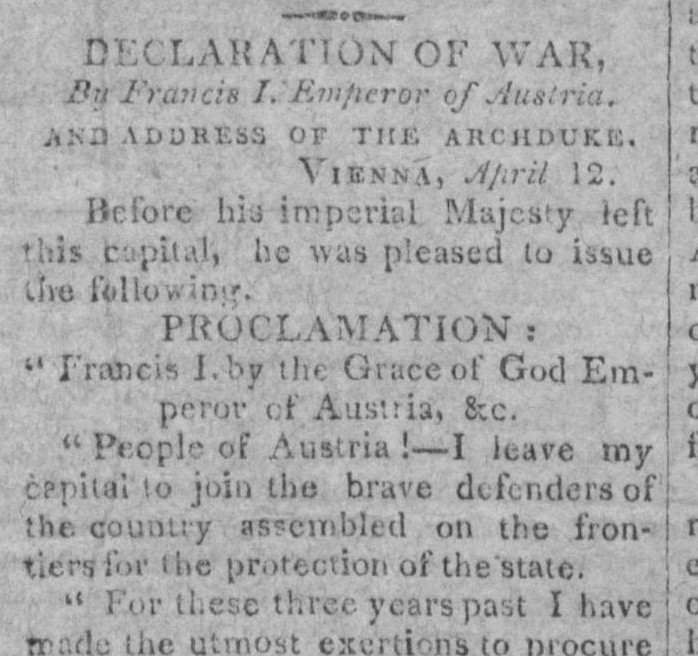 DECLARATION OF WAR,
By Francis I. Emperor of Austria.
AND ADDRESS OF THE ARCHDUKE.
VIENNA, April 12.
Before his imperial Majesty left
this capital, he was pleased to issue
the following.
PROCLAMATION :
“ Francis I. by the Grace of God Em-
peror of Austria, &c.
“ People of Austria !—I leave my
capital to join the brave defenders of
the country assembled on the fron-
tiers for the protection of the state.
“ For these three years past I have
made the utmost exertions to procure